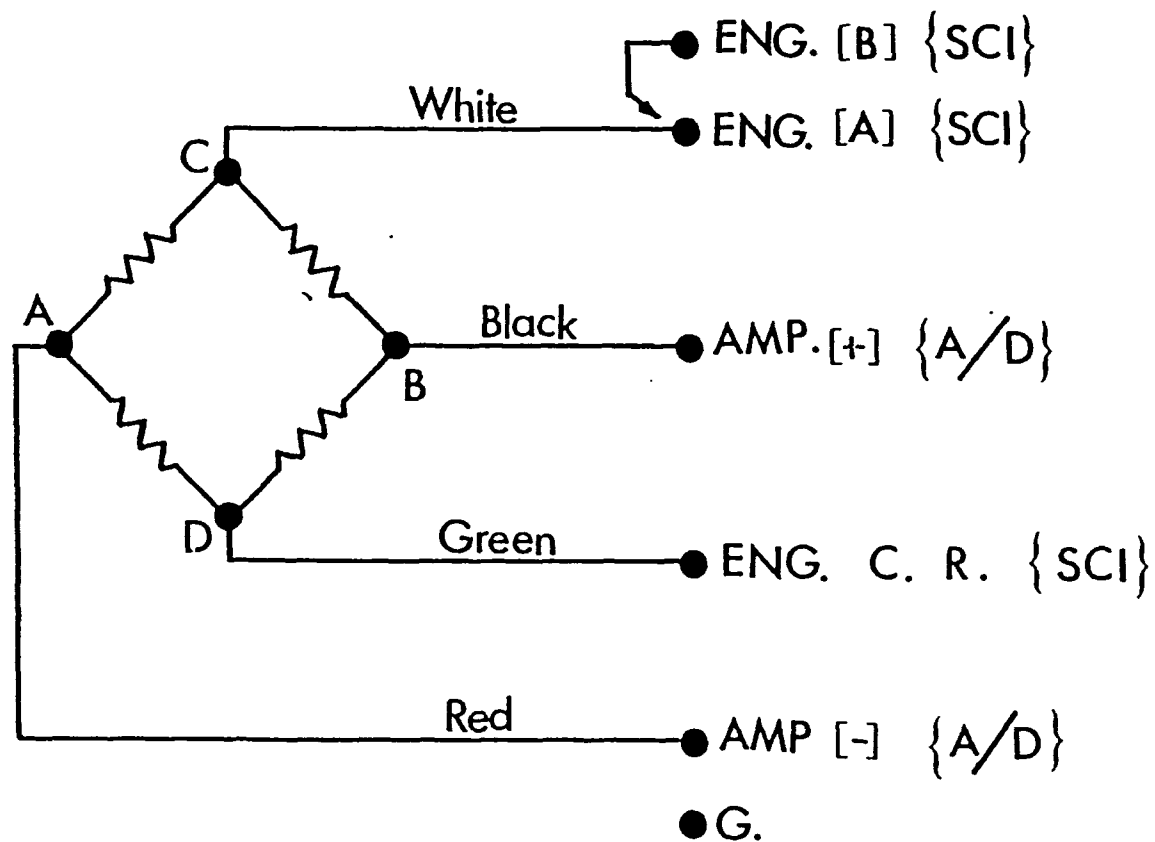 ENG. [B] {SCI}
White
ENG. [A] {SCI}
C
A
Black
AMP. [+] {A/D}
B
D
Green
ENG. C. R. {SCI}
Red
AMP [-] {A/D}
G.